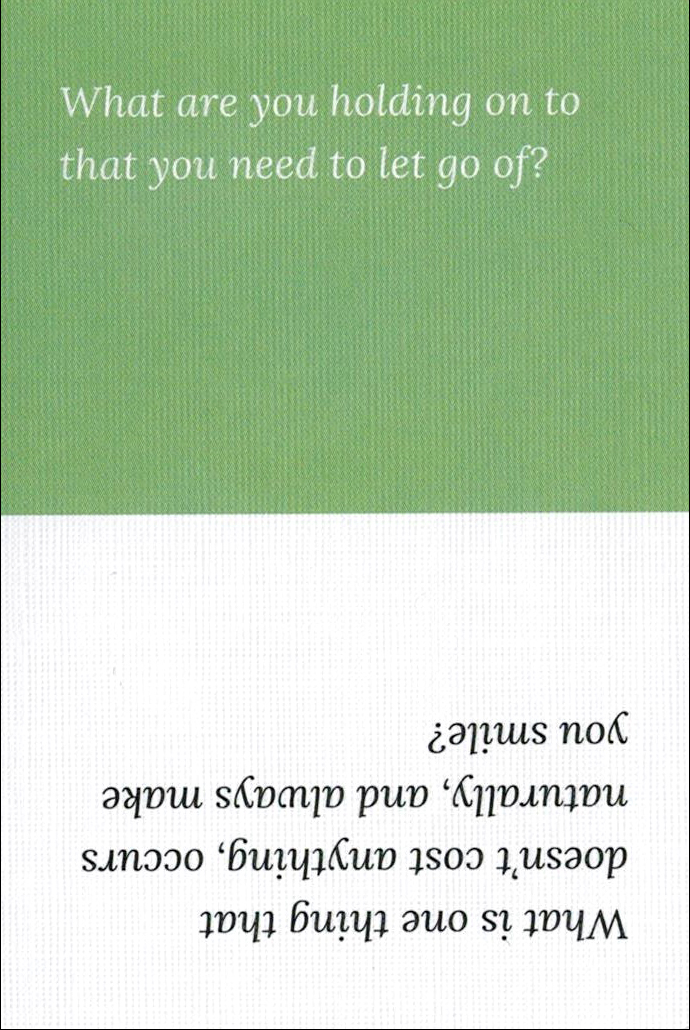 What are you holding on to
that you need to let go of?
What is one thing that
doesn't cost anything, occurs
naturally, and always make
you smile?